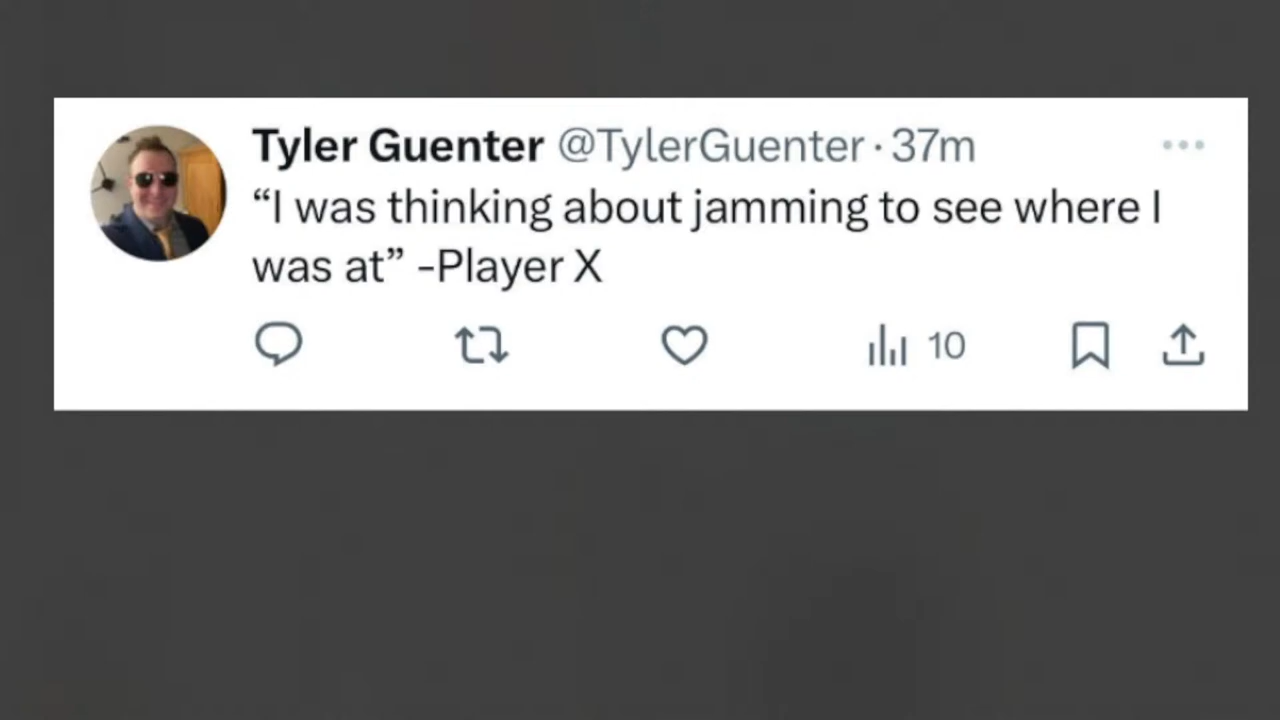 Tyler Guenter @TylerGuenter · 37m
“I was thinking about jamming to see where I
was at” -Player X
10